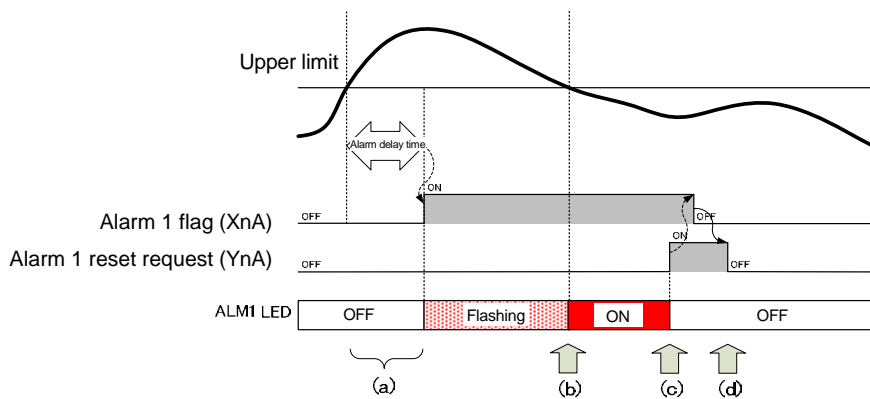 Upper limit
Alarm delay time
ON
Alarm 1 flag (XnA)
OFF
OFF
ON
Alarm 1 reset request (YnA)
OFF
OFF
ALM1 LED
OFF
Flashing
ON
OFF
(a)
(b)
(c)
(d)